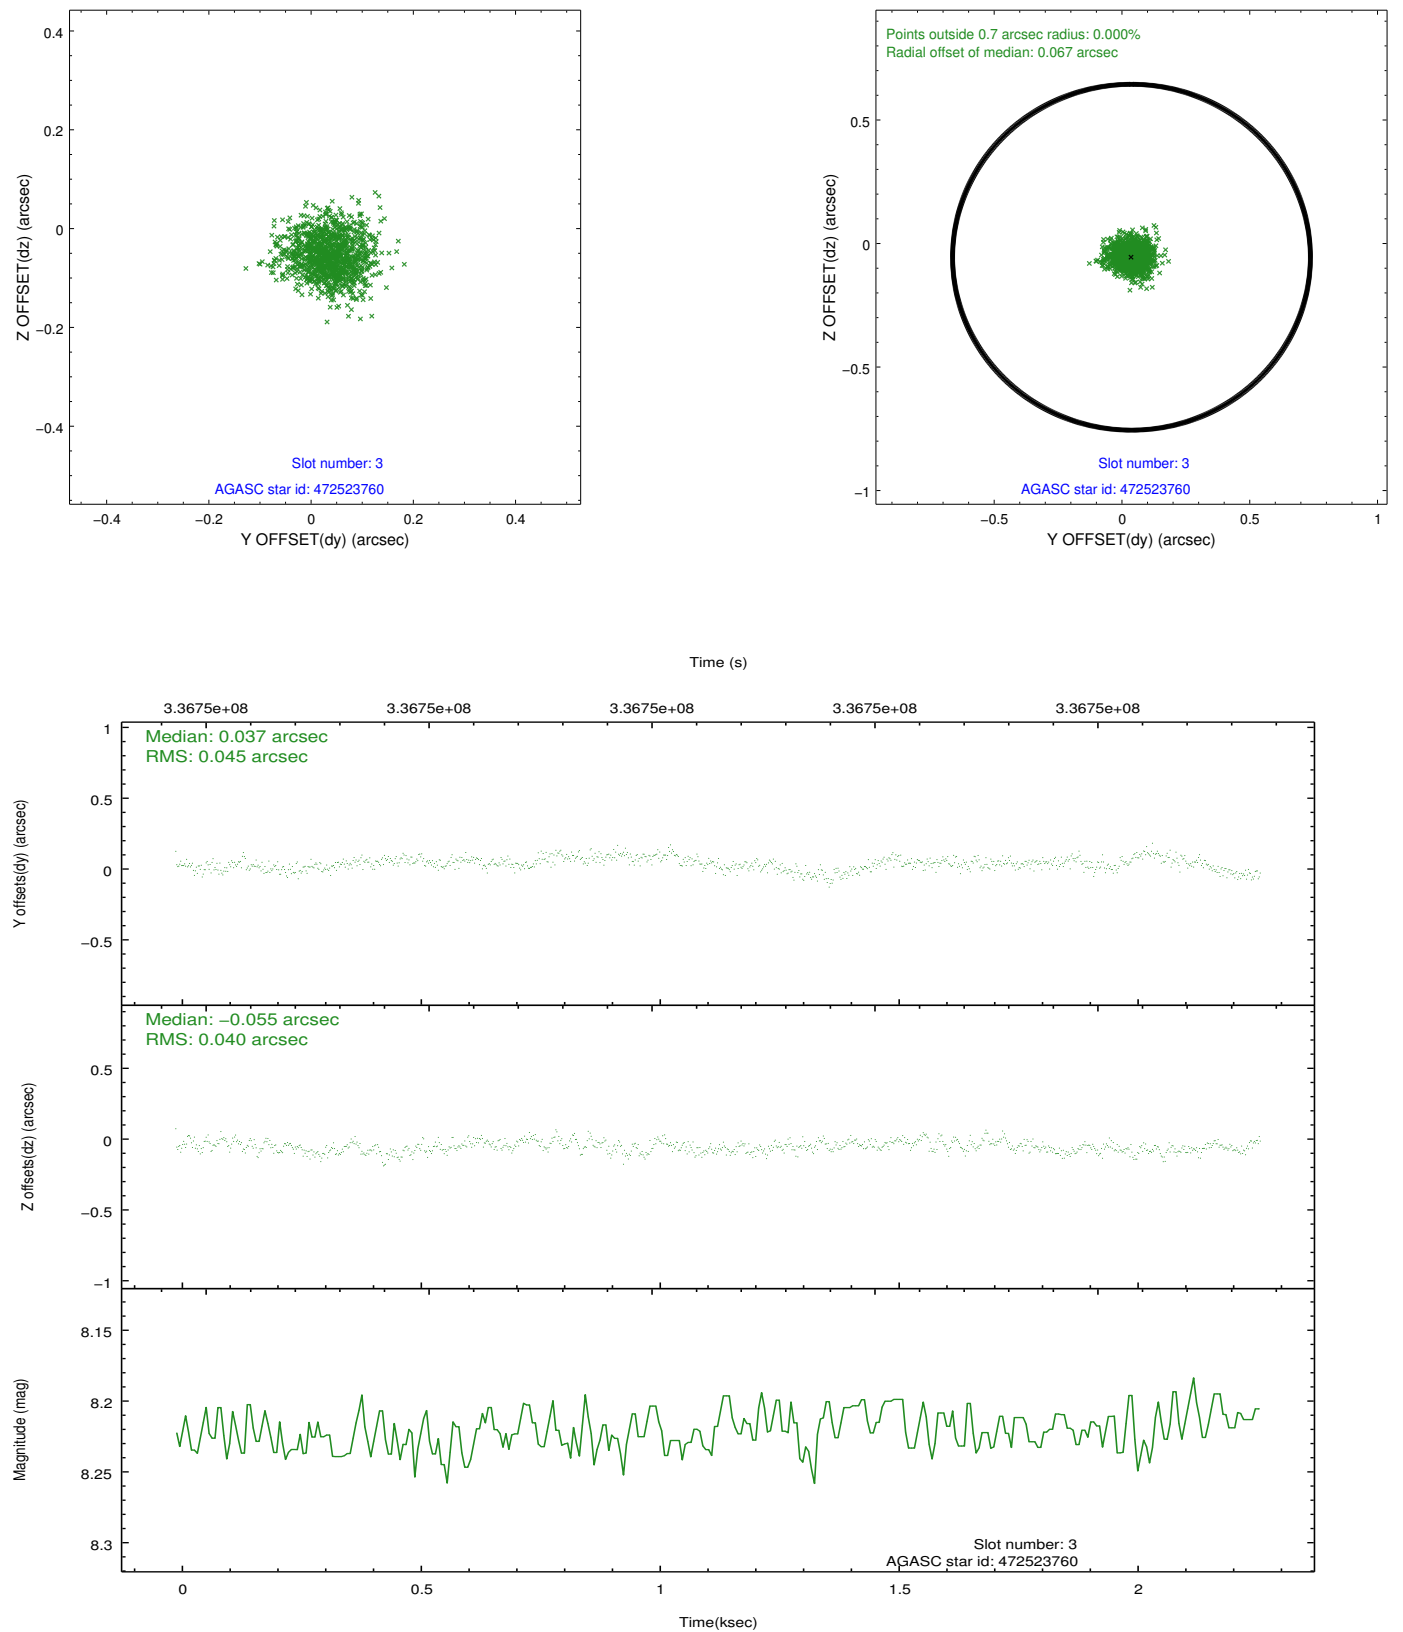 0.4
0.2
0
−0.2
−0.4
Z OFFSET(dz) (arcsec)
Slot number: 3
AGASC star id: 472523760
−0.4 −0.2 0 0.2 0.4
Y OFFSET(dy) (arcsec)
Points outside 0.7 arcsec radius: 0.000%
Radial offset of median: 0.067 arcsec
0.5
0
−0.5
−1
Z OFFSET(dz) (arcsec)
Slot number: 3
AGASC star id: 472523760
−0.5 0 0.5 1
Y OFFSET(dy) (arcsec)
Time (s)
3.3675e+08 3.3675e+08 3.3675e+08 3.3675e+08 3.3675e+08
Median: 0.037 arcsec
RMS: 0.045 arcsec
1
0.5
0
−0.5
Y offsets(dy) (arcsec)
Median: −0.055 arcsec
RMS: 0.040 arcsec
0.5
0
−0.5
−1
Z offsets(dz) (arcsec)
8.15
8.2
8.25
8.3
Magnitude (mag)
Slot number: 3
AGASC star id: 472523760
0 0.5 1 1.5 2
Time(ksec)